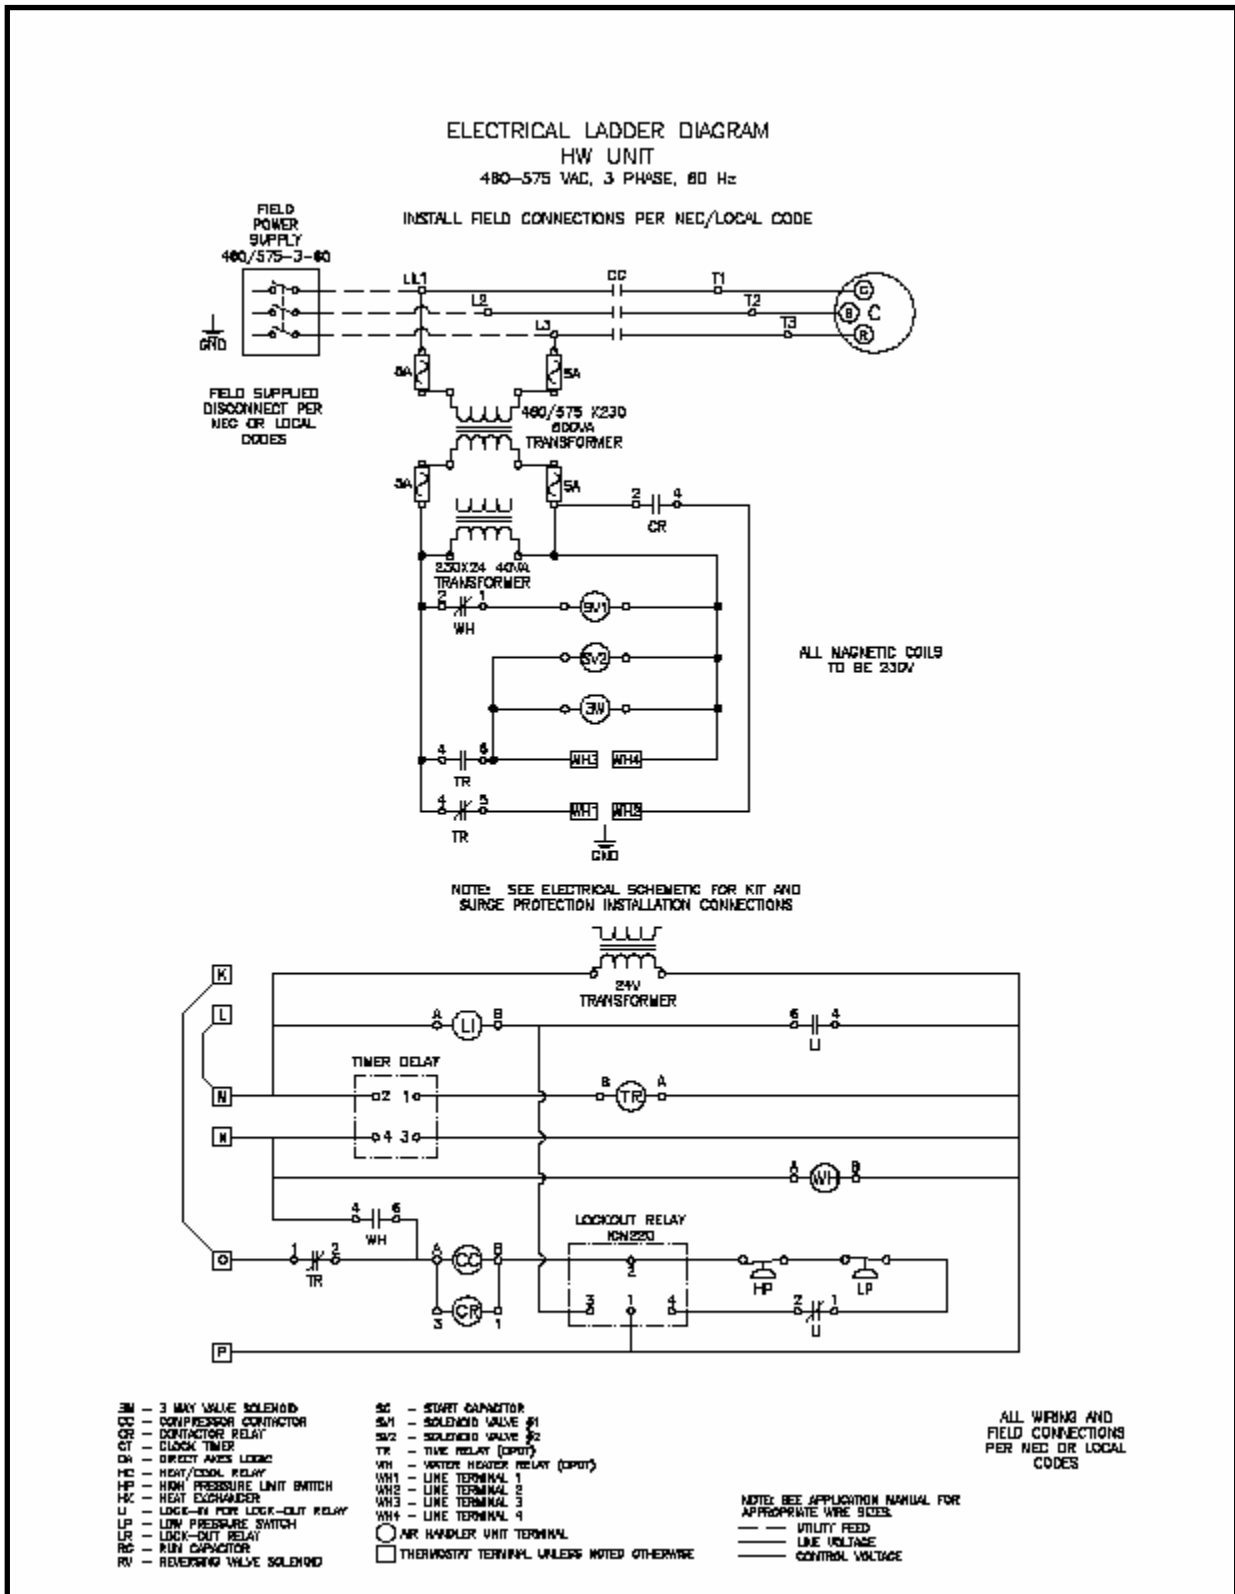 ELECTRICAL LADDER DIAGRAM
HW UNIT
460-575 VAC, 3 PHASE, 60 Hz
INSTALL FIELD CONNECTIONS PER NEC/LOCAL CODE
FIELD
POWER
SUPPLY
460/575-3-60
GND
FIELD SUPPLIED
DISCONNECT PER
NEC OR LOCAL
CODES
LL1
L2
L3
CC
T1
T2
T3
C
S
C
R
5A
5A
460/575 X230
TRANSFORMER
5A
5A
2
4
CR
230X24 40VA
TRANSFORMER
2
1
WH
SV1
SV2
3W
ALL MAGNETIC COILS
TO BE 230V
4
6
TR
WH3
WH4
4
5
TR
WH1
WH2
GND
NOTE: SEE ELECTRICAL SCHEMETIC FOR KIT AND
SURGE PROTECTION INSTALLATION CONNECTIONS
24V
TRANSFORMER
K
L
A
LI
B
6
4
LI
TIMER DELAY
N
2 1
B
TR
A
4 3
A
WH
B
4
6
WH
LOCKOUT RELAY
ICN220
O
1
2
TR
A
CC
B
2
HP
LP
3
CR
1
3
1
4
2
1
LI
P
3W - 3 WAY VALVE SOLENOID
CC - COMPRESSOR CONTACTOR
CR - CONTACTOR RELAY
CT - CLOCK TIMER
DA - DIRECT AXES LOGIC
HC - HEAT/COOL RELAY
HP - HIGH PRESSURE LIMIT SWITCH
HX - HEAT EXCHANGER
LI - LOCK-IN FOR LOCK-OUT RELAY
LP - LOW PRESSURE SWITCH
LR - LOCK-OUT RELAY
RC - RUN CAPACITOR
RV - REVERSING VALVE SOLENOID
SC - START CAPACITOR
SV1 - SOLENOID VALVE #1
SV2 - SOLENOID VALVE #2
TR - TIME RELAY (DPDT)
WH - WATER HEATER RELAY (DPDT)
WH1 - LINE TERMINAL 1
WH2 - LINE TERMINAL 2
WH3 - LINE TERMINAL 3
WH4 - LINE TERMINAL 4
AIR HANDLER UNIT TERMINAL
THERMOSTAT TERMINAL UNLESS NOTED OTHERWISE
ALL WIRING AND
FIELD CONNECTIONS
PER NEC OR LOCAL
CODES
NOTE: SEE APPLICATION MANUAL FOR
APPROPRIATE WIRE SIZES.
UTILITY FEED
LINE VOLTAGE
CONTROL VOLTAGE